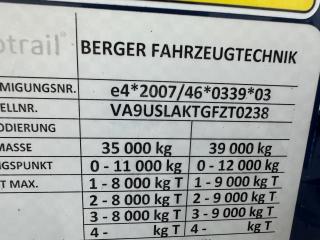 otrail®
BERGER FAHRZEUGTECHNIK
MIGUNGSNR. e4*2007/46*0339*03
ELLNR. VA9USLAKTGFZT0238
ODIERUNG
MASSE 35 000 kg 39 000 kg
NGSPUNKT 0 - 11 000 kg 0 - 12 000 kg
T MAX. 1 - 8 000 kg T 1 - 9 000 kg T
2 - 8 000 kg T 2 - 9 000 kg T
3 - 8 000 kg T 3 - 9 000 kg T
4 - kg T 4 - kg T